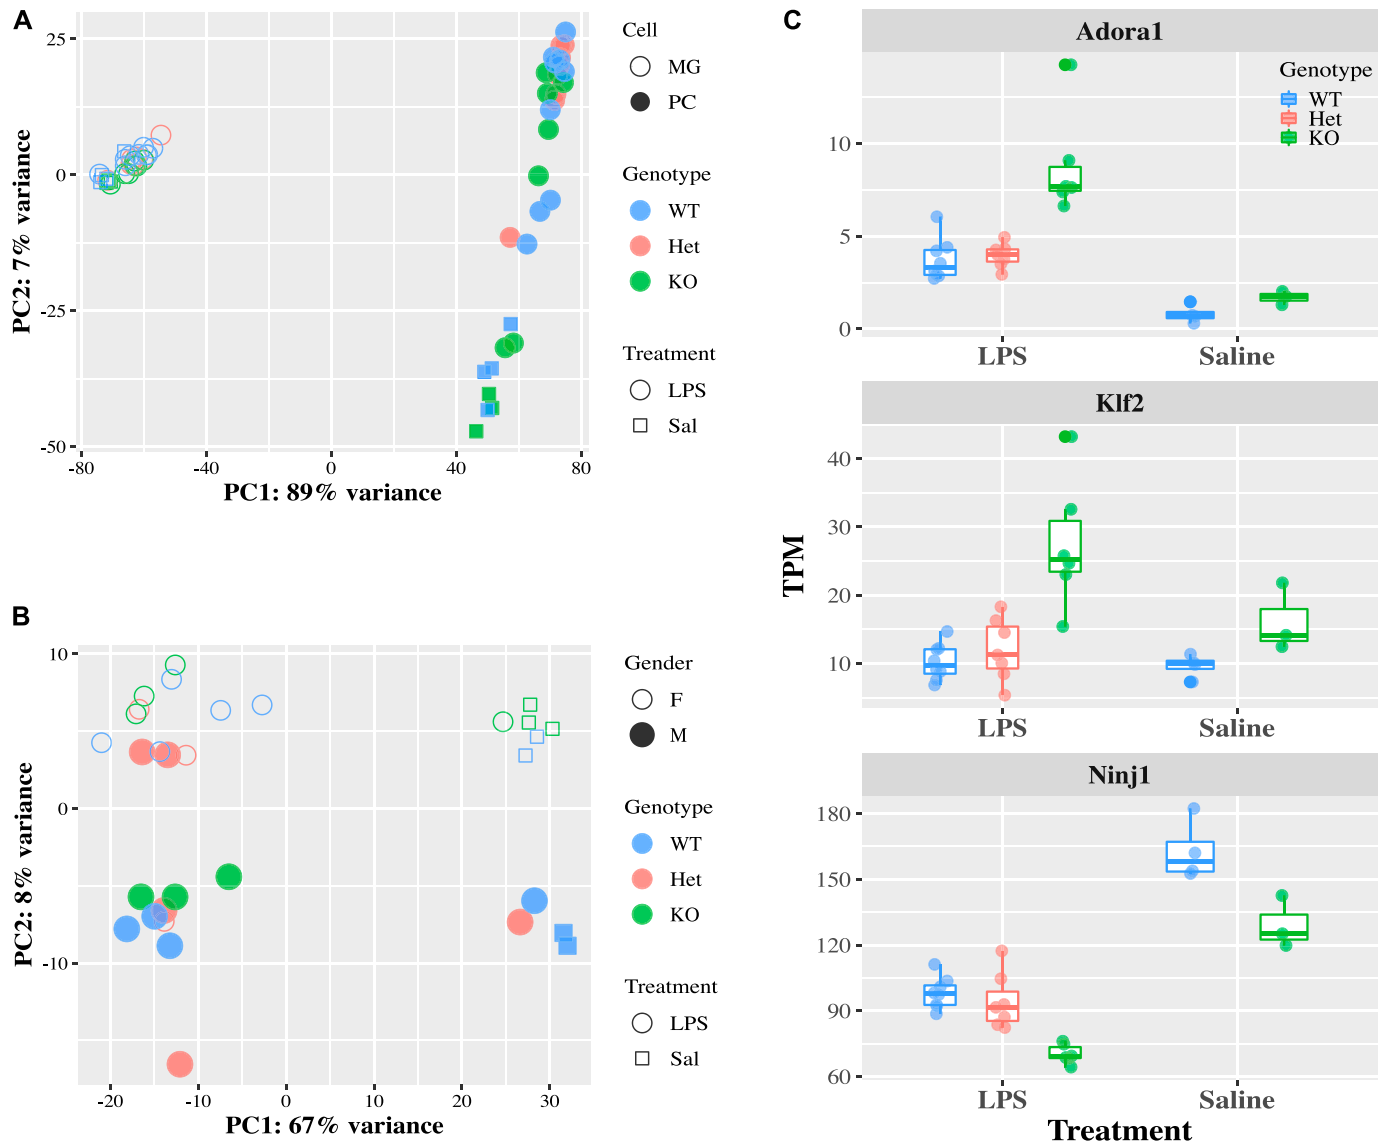 A
25
0
-25
-50
-80
-40
0
40
80
PC2: 7% variance
PC1: 89% variance
Cell
MG
PC
Genotype
WT
Het
KO
Treatment
LPS
Sal
B
10
0
-10
-20
-10
0
10
20
30
PC2: 8% variance
PC1: 67% variance
Gender
F
M
Genotype
WT
Het
KO
Treatment
LPS
Sal
C
Adora1
Genotype
WT
Het
KO
10
5
0
LPS
Saline
Klf2
40
30
20
10
LPS
Saline
TPM
Ninj1
180
150
120
90
60
LPS
Saline
Treatment